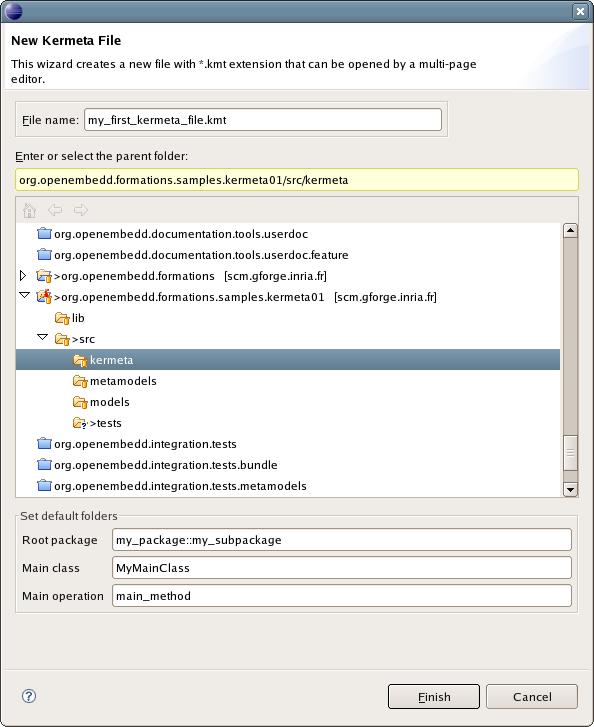 New Kermeta File
This wizard creates a new file with *.kmt extension that can be opened by a multi-page
editor.
File name: my_first_kermeta_file.kmt
Enter or select the parent folder:
org.openembedd.formations.samples.kermeta01/src/kermeta
org.openembedd.documentation.tools.userdoc
org.openembedd.documentation.tools.userdoc.feature
>org.openembedd.formations [scm.gforge.inria.fr]
>org.openembedd.formations.samples.kermeta01 [scm.gforge.inria.fr]
lib
>src
kermeta
metamodels
models
>tests
org.openembedd.integration.tests
org.openembedd.integration.tests.bundle
org.openembedd.integration.tests.metamodels
Set default folders
Root package my_package::my_subpackage
Main class MyMainClass
Main operation main_method
? Finish Cancel